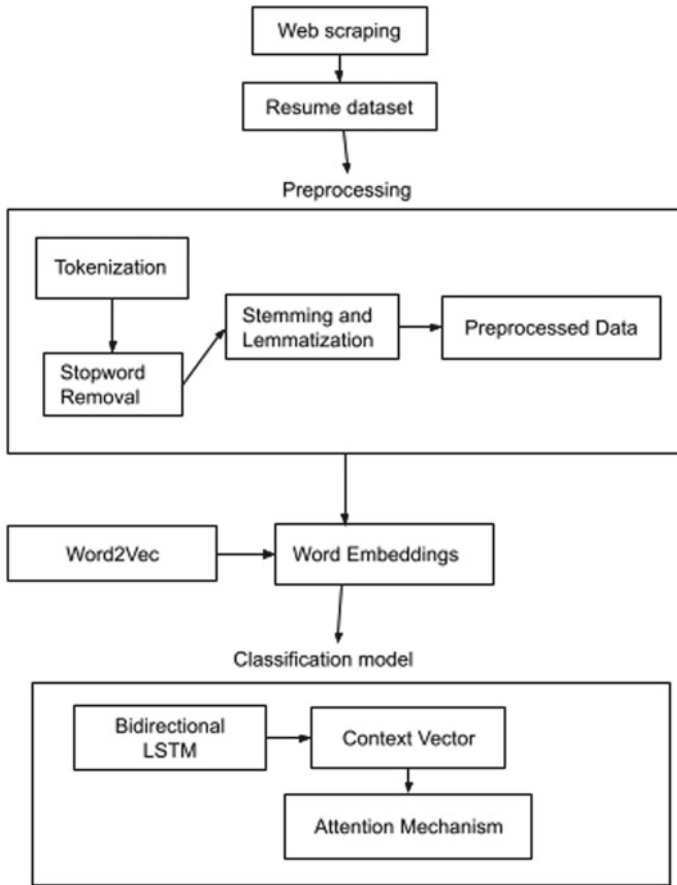 Web scraping
Resume dataset
Preprocessing
Tokenization
Stopword
Removal
Stemming and
Lemmatization
Preprocessed Data
Word2Vec
Word Embeddings
Classification model
Bidirectional
LSTM
Context Vector
Attention Mechanism